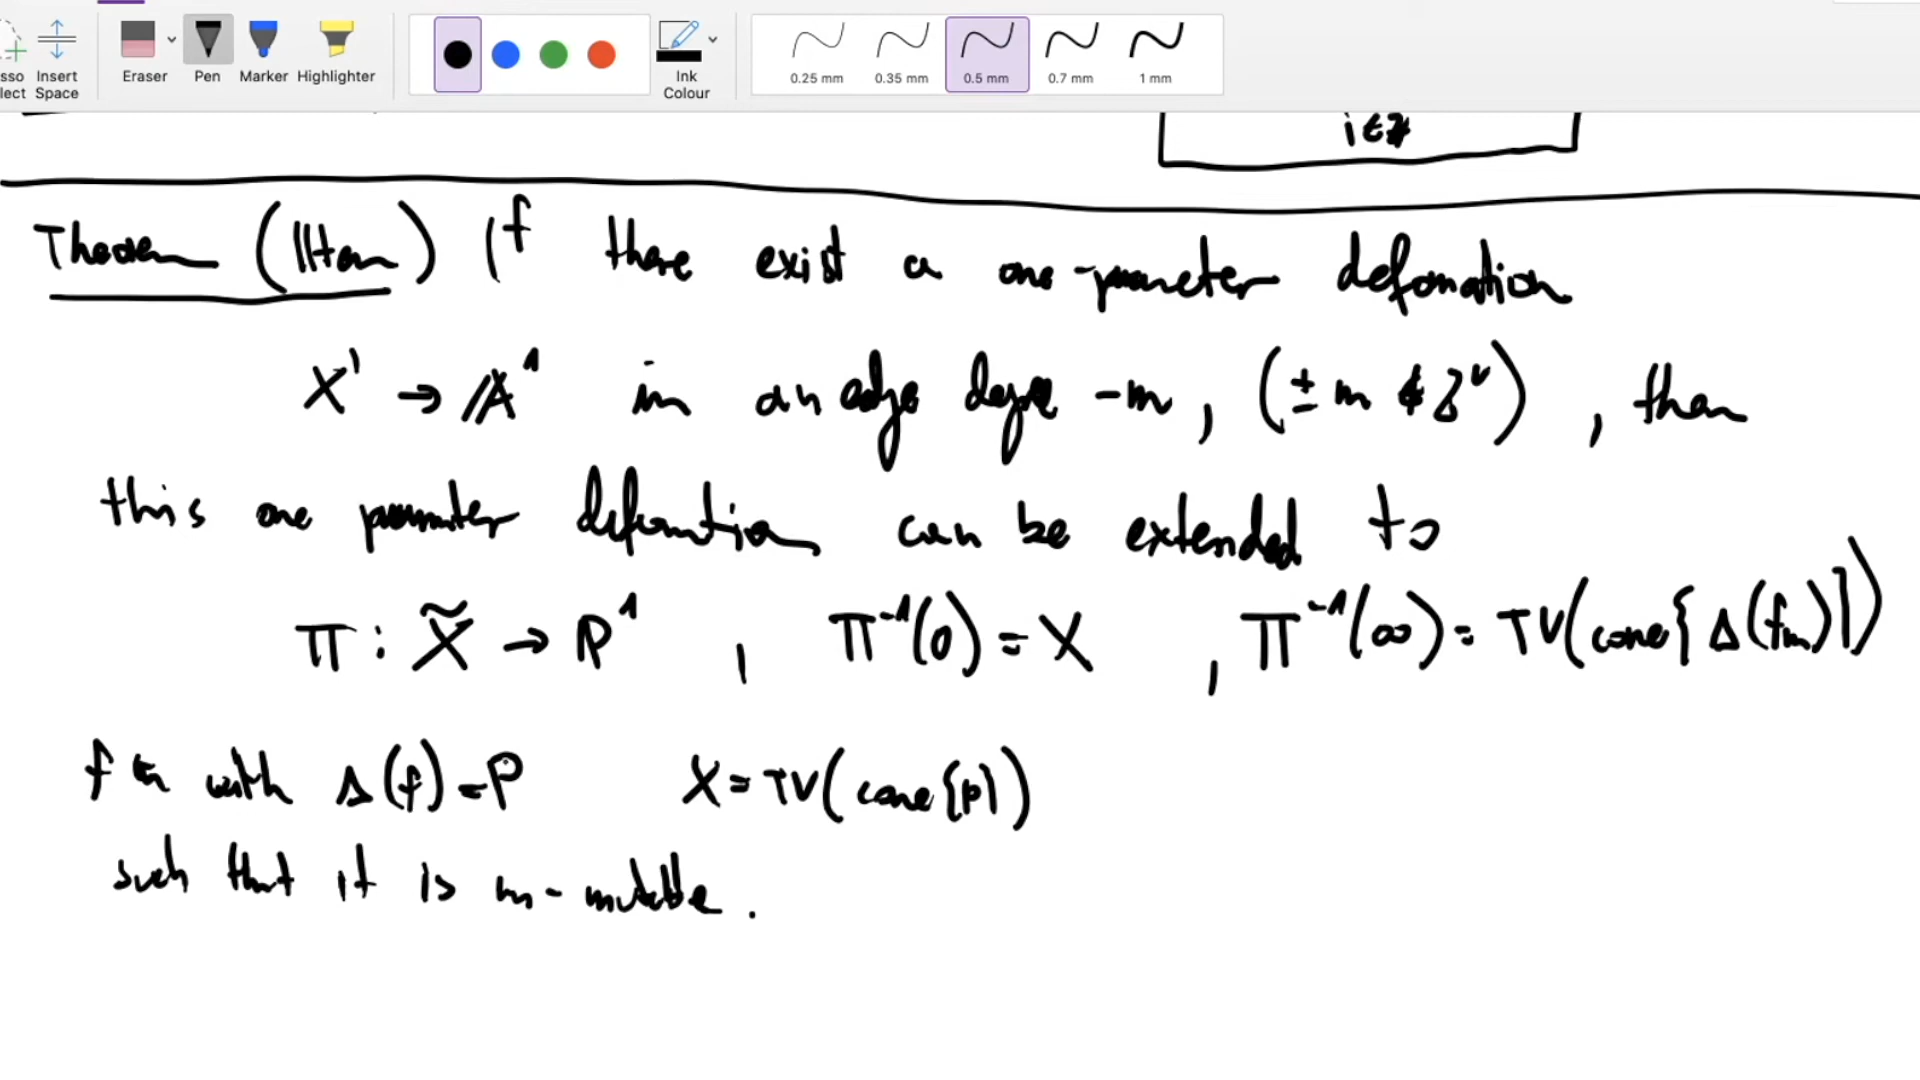 Eraser Pen Marker Highlighter Ink Colour 0.25 mm 0.35 mm 0.5 mm 0.7 mm 1 mm
Insert Space
i∈Z
Theorem (Ilten) If there exist a one-parameter deformation
X' → A¹ in an edge degree -m, (± m ∉ δ^∨), then
this one parameter deformation can be extended to
π : X̃ → P¹ , π⁻¹(0) = X , π⁻¹(∞) = TV(cone{Δ(fm)})
f in with Δ(f) = P X = TV(cone{P})
such that it is m-mutable.